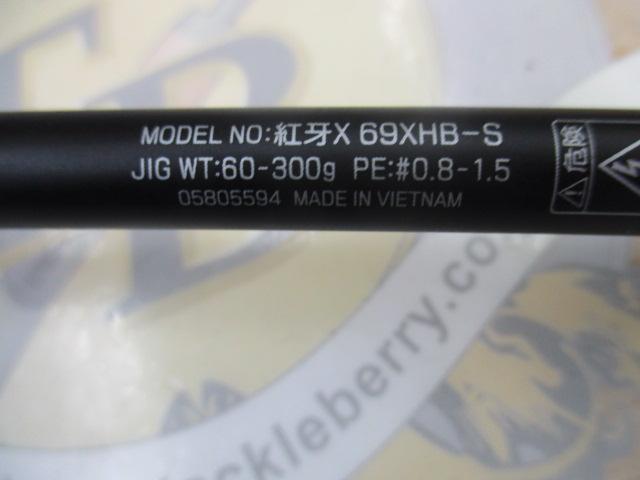 MODEL NO:紅牙X 69XHB-S
JIG WT:60-300g PE:#0.8-1.5
05805594 MADE IN VIETNAM
危険
ackleberry.co